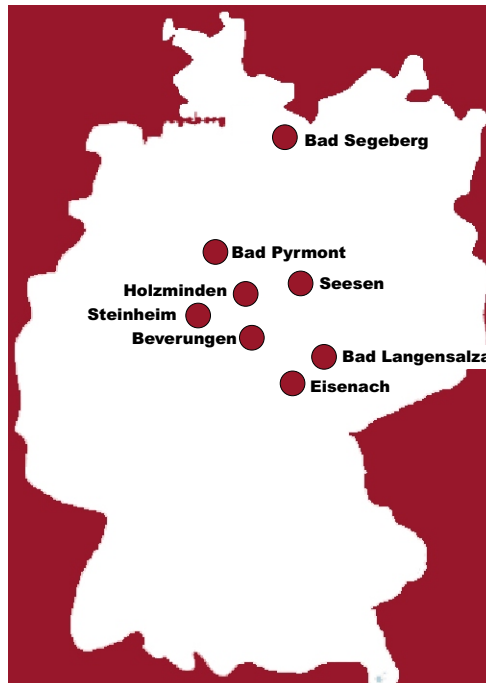 Bad Segeberg
Bad Pyrmont
Seesen
Holzminden
Steinheim
Beverungen
Bad Langensalza
Eisenach